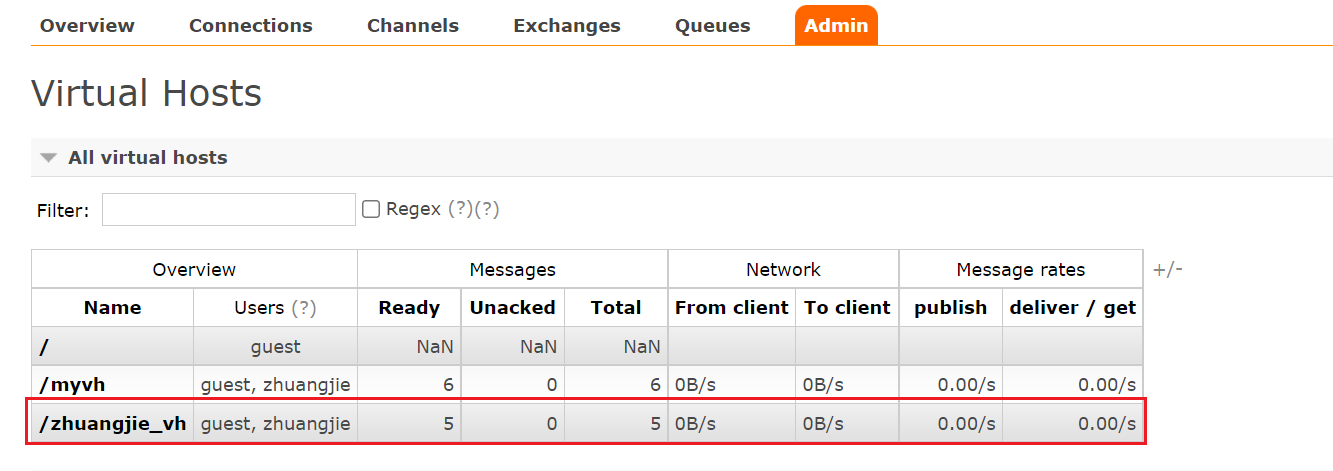 Overview Connections Channels Exchanges Queues Admin
Virtual Hosts
All virtual hosts
Filter: Regex (?)(?)
Overview Messages Network Message rates +/-
Name Users (?) Ready Unacked Total From client To client publish deliver / get
/ guest NaN NaN NaN
/myvh guest, zhuangjie 6 0 6 0B/s 0B/s 0.00/s 0.00/s
/zhuangjie_vh guest, zhuangjie 5 0 5 0B/s 0B/s 0.00/s 0.00/s